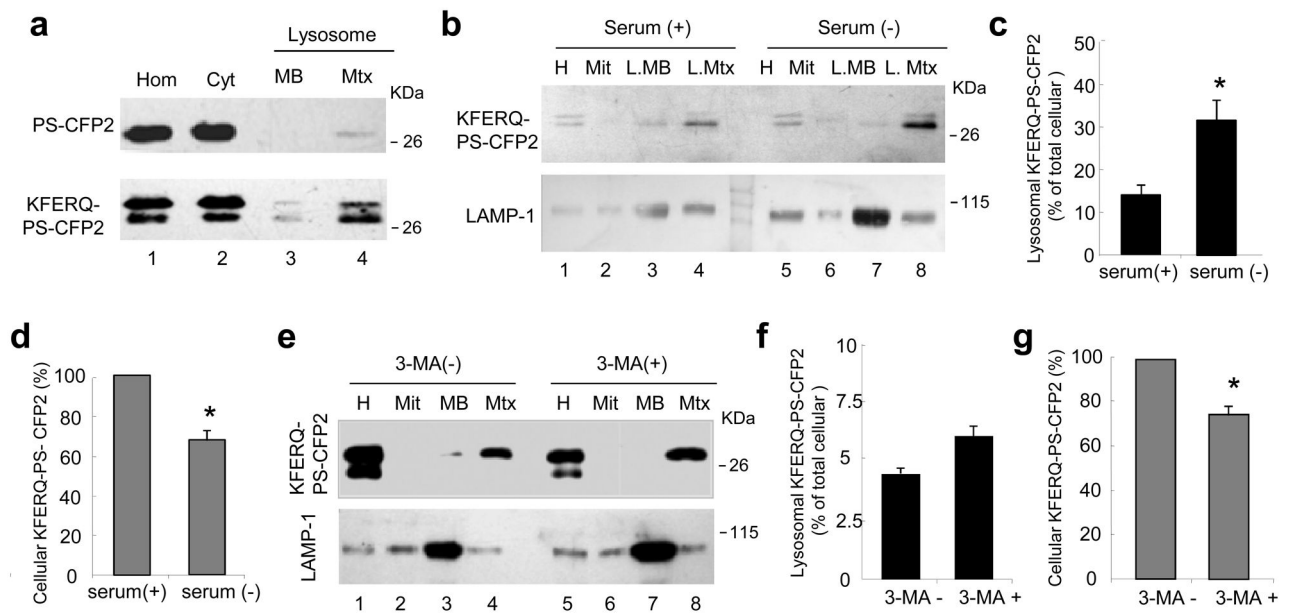 a
Lysosome
Hom Cyt MB Mtx
KDa
PS-CFP2
- 26
KFERQ-
PS-CFP2
- 26
1 2 3 4
b
Serum (+) Serum (-)
H Mit L.MB L.Mtx H Mit L.MB L. Mtx
KDa
KFERQ-
PS-CFP2
- 26
LAMP-1
-115
1 2 3 4 5 6 7 8
c
Lysosomal KFERQ-PS-CFP2
(% of total cellular )
50
40
30
20
10
0
*
serum(+) serum (-)
d
Cellular KFERQ-PS- CFP2 (%)
100
80
60
40
20
0
*
serum(+) serum (-)
e
3-MA(-) 3-MA(+)
H Mit MB Mtx H Mit MB Mtx
KDa
KFERQ-
PS-CFP2
-26
LAMP-1
-115
1 2 3 4 5 6 7 8
f
Lysosomal KFERQ-PS-CFP2
(% of total cellular )
10
7.5
5
2.5
0
3-MA - 3-MA +
g
Cellular KFERQ-PS-CFP2 (%)
100
80
60
40
20
0
*
3-MA - 3-MA +